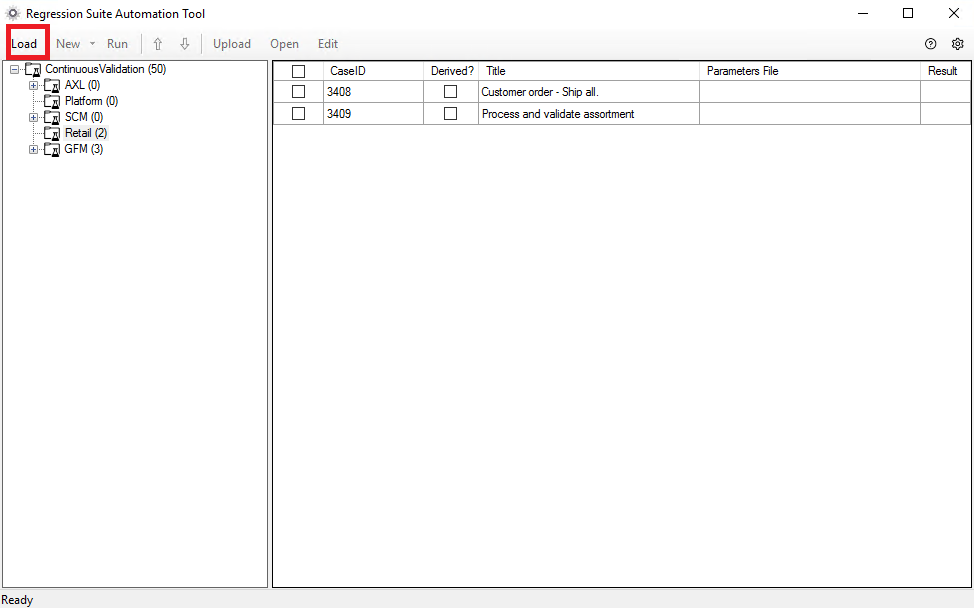 Regression Suite Automation Tool
Load New Run Upload Open Edit
ContinuousValidation (50)
AXL (0)
Platform (0)
SCM (0)
Retail (2)
GFM (3)
CaseID Derived? Title Parameters File Result
3408 Customer order - Ship all.
3409 Process and validate assortment
Ready